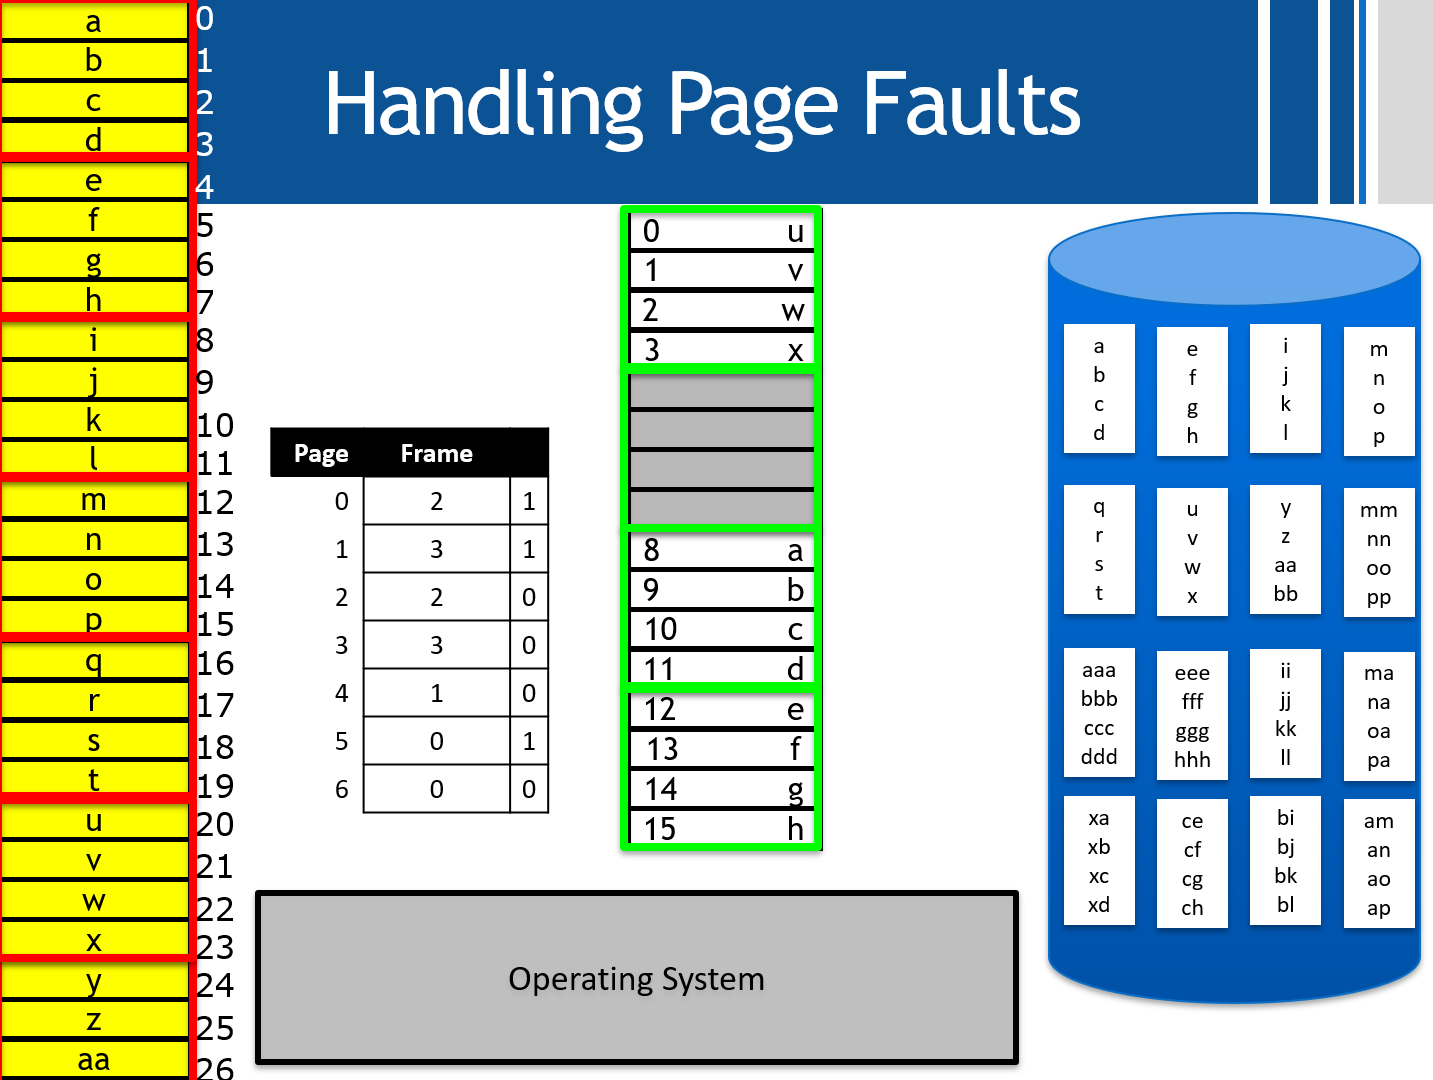 Handling Page Faults
a 0
b 1
c 2
d 3
e 4
f 5
g 6
h 7
i 8
j 9
k 10
l 11
m 12
n 13
o 14
p 15
q 16
r 17
s 18
t 19
u 20
v 21
w 22
x 23
y 24
z 25
aa 26
Page Frame
0 2 1
1 3 1
2 2 0
3 3 0
4 1 0
5 0 1
6 0 0
0 u
1 v
2 w
3 x
8 a
9 b
10 c
11 d
12 e
13 f
14 g
15 h
Operating System
a
b
c
d
e
f
g
h
i
j
k
l
m
n
o
p
q
r
s
t
u
v
w
x
y
z
aa
bb
mm
nn
oo
pp
aaa
bbb
ccc
ddd
eee
fff
ggg
hhh
ii
jj
kk
ll
ma
na
oa
pa
xa
xb
xc
xd
ce
cf
cg
ch
bi
bj
bk
bl
am
an
ao
ap